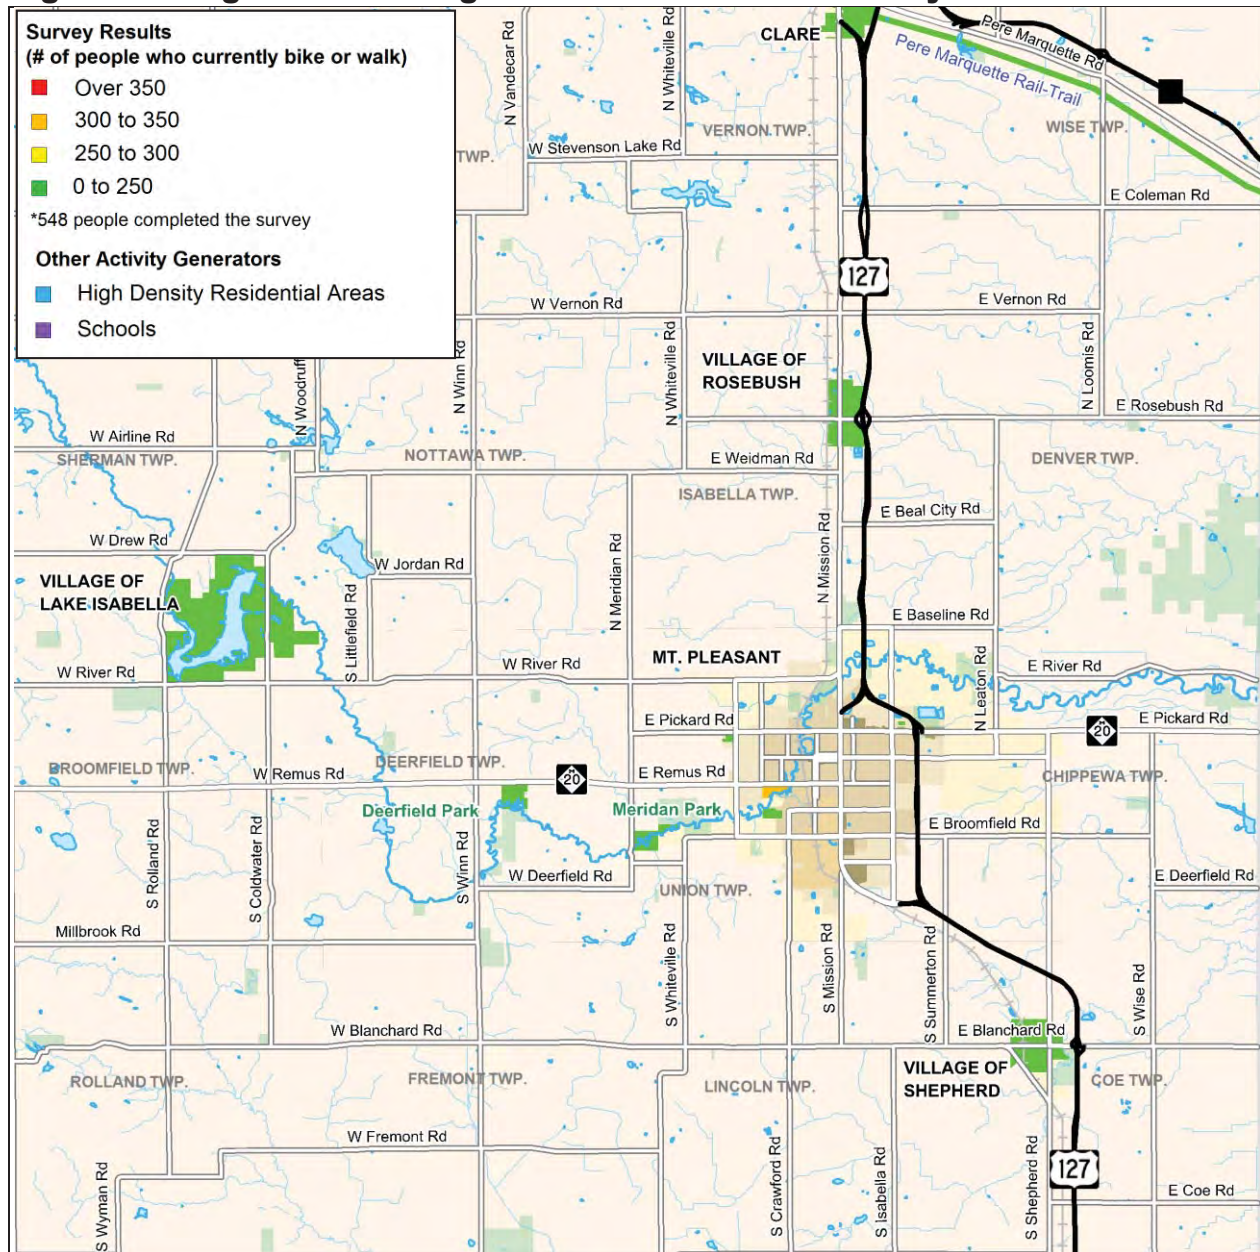 Survey Results
(# of people who currently bike or walk)
Over 350
300 to 350
250 to 300
0 to 250
*548 people completed the survey
Other Activity Generators
High Density Residential Areas
Schools
CLARE
Pere Marquette Rd
Pere Marquette Rail-Trail
N Vandecar Rd
N Whiteville Rd
VERNON TWP.
WISE TWP.
TWP.
W Stevenson Lake Rd
E Coleman Rd
127
W Vernon Rd
E Vernon Rd
N Woodruff
N Winn Rd
N Whiteville Rd
VILLAGE OF
ROSEBUSH
N Loomis Rd
E Rosebush Rd
W Airline Rd
SHERMAN TWP.
NOTTAWA TWP.
E Weidman Rd
DENVER TWP.
ISABELLA TWP.
E Beal City Rd
W Drew Rd
N Meridian Rd
N Mission Rd
W Jordan Rd
VILLAGE OF
LAKE ISABELLA
S Littlefield Rd
E Baseline Rd
MT. PLEASANT
W River Rd
W River Rd
N Leaton Rd
E River Rd
E Pickard Rd
E Pickard Rd
20
BROOMFIELD TWP.
W Remus Rd
DEERFIELD TWP.
20
E Remus Rd
CHIPPEWA TWP.
Deerfield Park
Meridan Park
E Broomfield Rd
S Rolland Rd
S Coldwater Rd
S Winn Rd
W Deerfield Rd
UNION TWP.
E Deerfield Rd
Millbrook Rd
S Whiteville Rd
S Mission Rd
S Summerton Rd
S Wise Rd
W Blanchard Rd
E Blanchard Rd
ROLLAND TWP.
FREMONT TWP.
LINCOLN TWP.
VILLAGE OF
SHEPHERD
COE TWP.
W Fremont Rd
S Wyman Rd
S Crawford Rd
S Isabella Rd
S Shepherd Rd
127
E Coe Rd